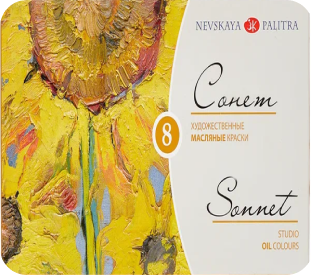 NEVSKAYA PALITRA
Сонет
8
ХУДОЖЕСТВЕННЫЕ
МАСЛЯНЫЕ КРАСКИ
Sonnet
STUDIO
OIL COLOURS